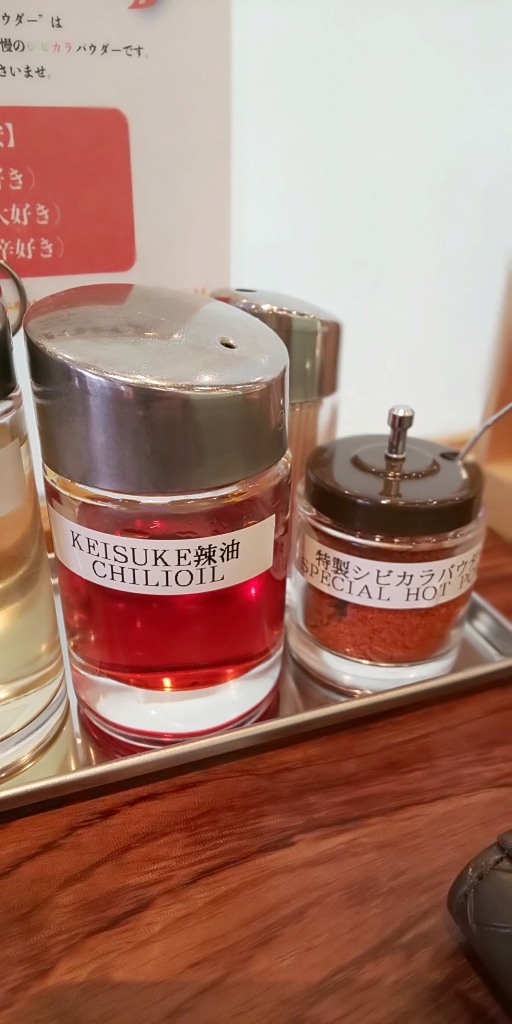 ウダー”は
慢のシビカラパウダーです。
さいませ。
好き）
大好き）
辛好き）
KEISUKE辣油
CHILIOIL
特製シビカラパウダ
SPECIAL HOT PO